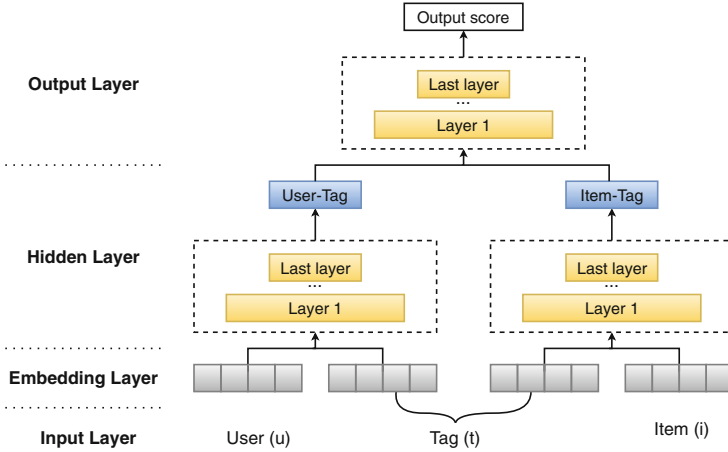 Output score
Output Layer
Last layer
...
Layer 1
User-Tag
Item-Tag
Hidden Layer
Last layer
...
Layer 1
Last layer
...
Layer 1
Embedding Layer
Input Layer
User (u)
Tag (t)
Item (i)